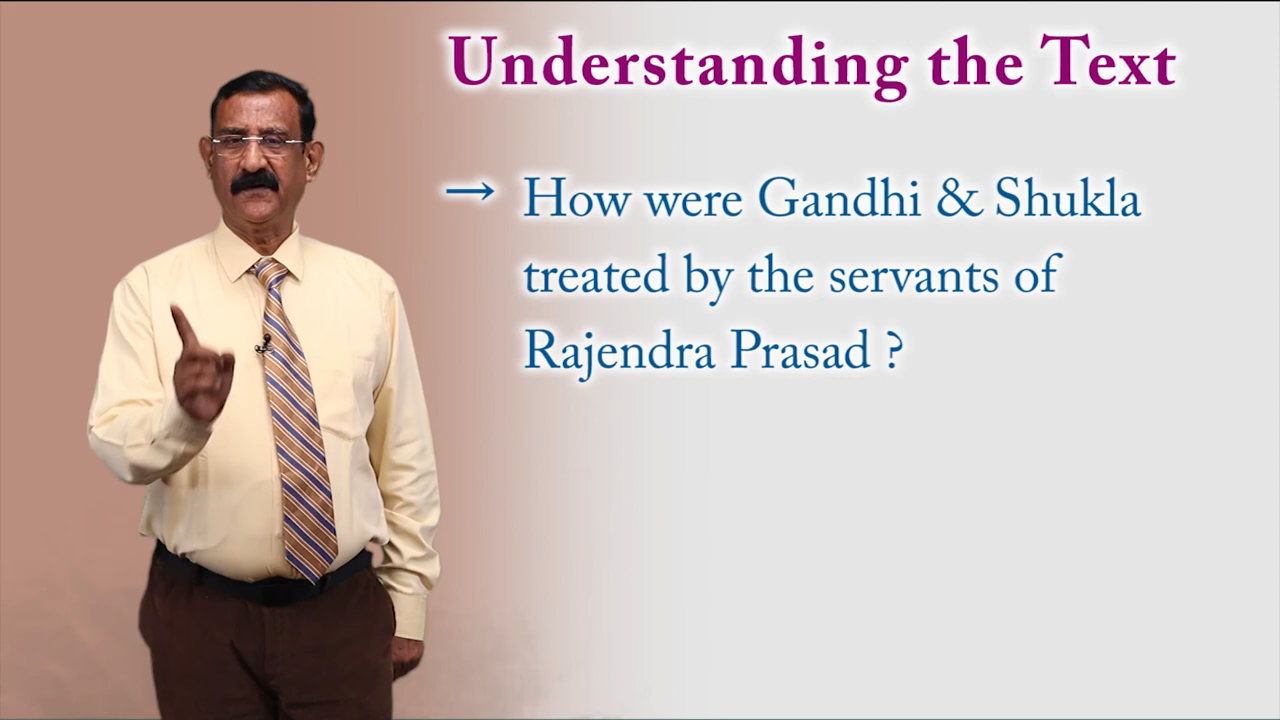 Understanding the Text
→ How were Gandhi & Shukla
treated by the servants of
Rajendra Prasad ?